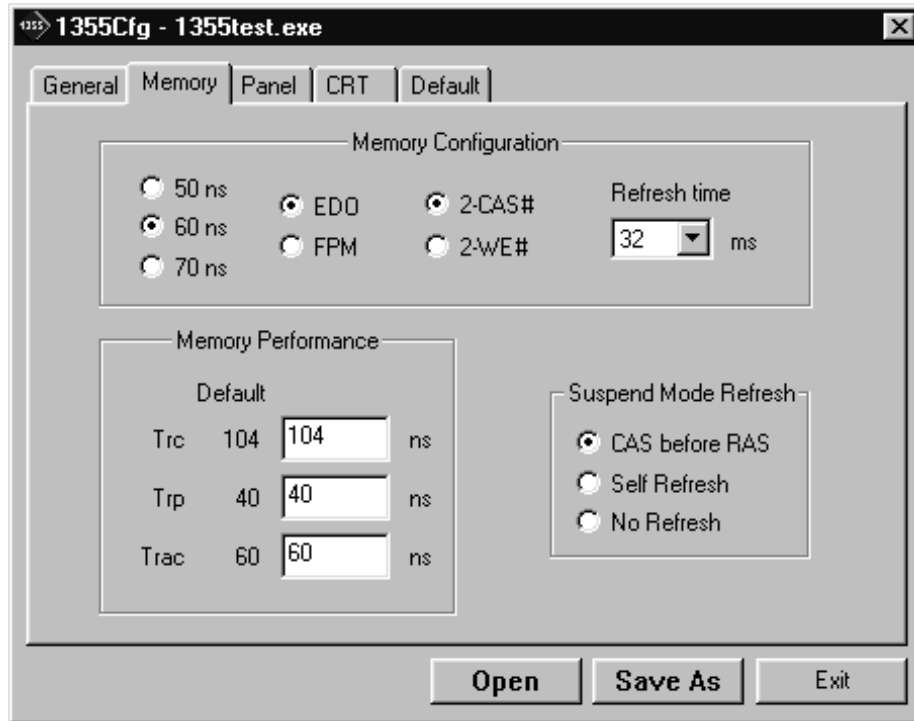 1355 1355Cfg - 1355test.exe
General Memory Panel CRT Default
Memory Configuration
50 ns
60 ns
70 ns
EDO
FPM
2-CAS#
2-WE#
Refresh time
32 ms
Memory Performance
Default
Trc 104 104 ns
Trp 40 40 ns
Trac 60 60 ns
Suspend Mode Refresh
CAS before RAS
Self Refresh
No Refresh
Open Save As Exit